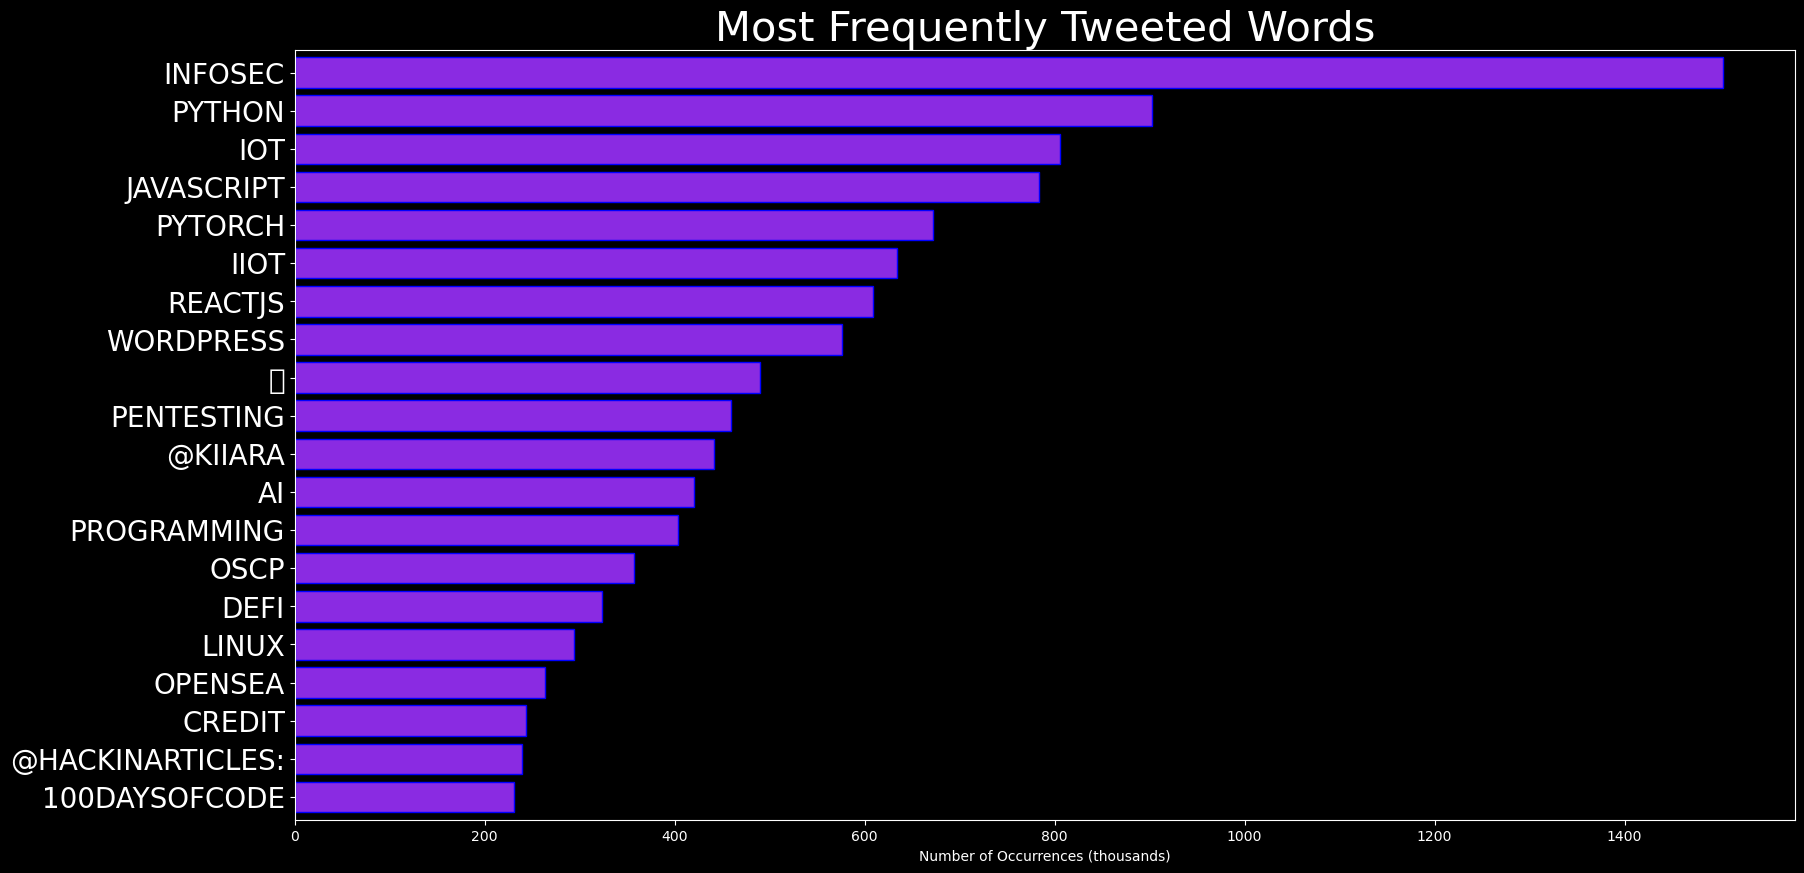 Most Frequently Tweeted Words
INFOSEC
PYTHON
IOT
JAVASCRIPT
PYTORCH
IIOT
REACTJS
WORDPRESS
PENTESTING
@KIIARA
AI
PROGRAMMING
OSCP
DEFI
LINUX
OPENSEA
CREDIT
@HACKINARTICLES:
100DAYSOFCODE
0 200 400 600 800 1000 1200 1400
Number of Occurrences (thousands)